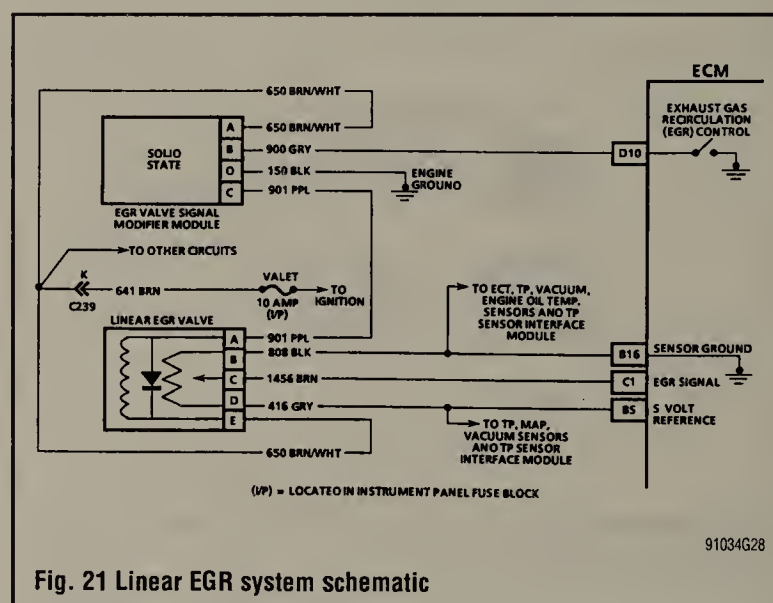 ECM
650 BRN/WHT
A 650 BRN/WHT
B 900 GRY
O 150 BLK
C 901 PPL
SOLIO
STATE
EGR VALVE SIGNAL
MODIFIER MODULE
ENGINE
GROUND
D10
EXHAUST GAS
RECIRCULATION
(EGR) CONTROL
TO OTHER CIRCUITS
K
C239
641 BRN
VALET
10 AMP
(I/P)
TO
IGNITION
LINEAR EGR VALVE
A 901 PPL
B 808 BLK
C 1456 BRN
D 416 GRY
E
650 BRN/WHT
TO ECT, TP, VACUUM,
ENGINE OIL TEMP.
SENSORS AND TP
SENSOR INTERFACE
MODULE
B16 SENSOR GROUND
C1 EGR SIGNAL
B5 5 VOLT
REFERENCE
TO TP, MAP,
VACUUM SENSORS
ANO TP SENSOR
INTERFACE MODULE
(I/P) = LOCATED IN INSTRUMENT PANEL FUSE BLOCK
91034G28
Fig. 21 Linear EGR system schematic